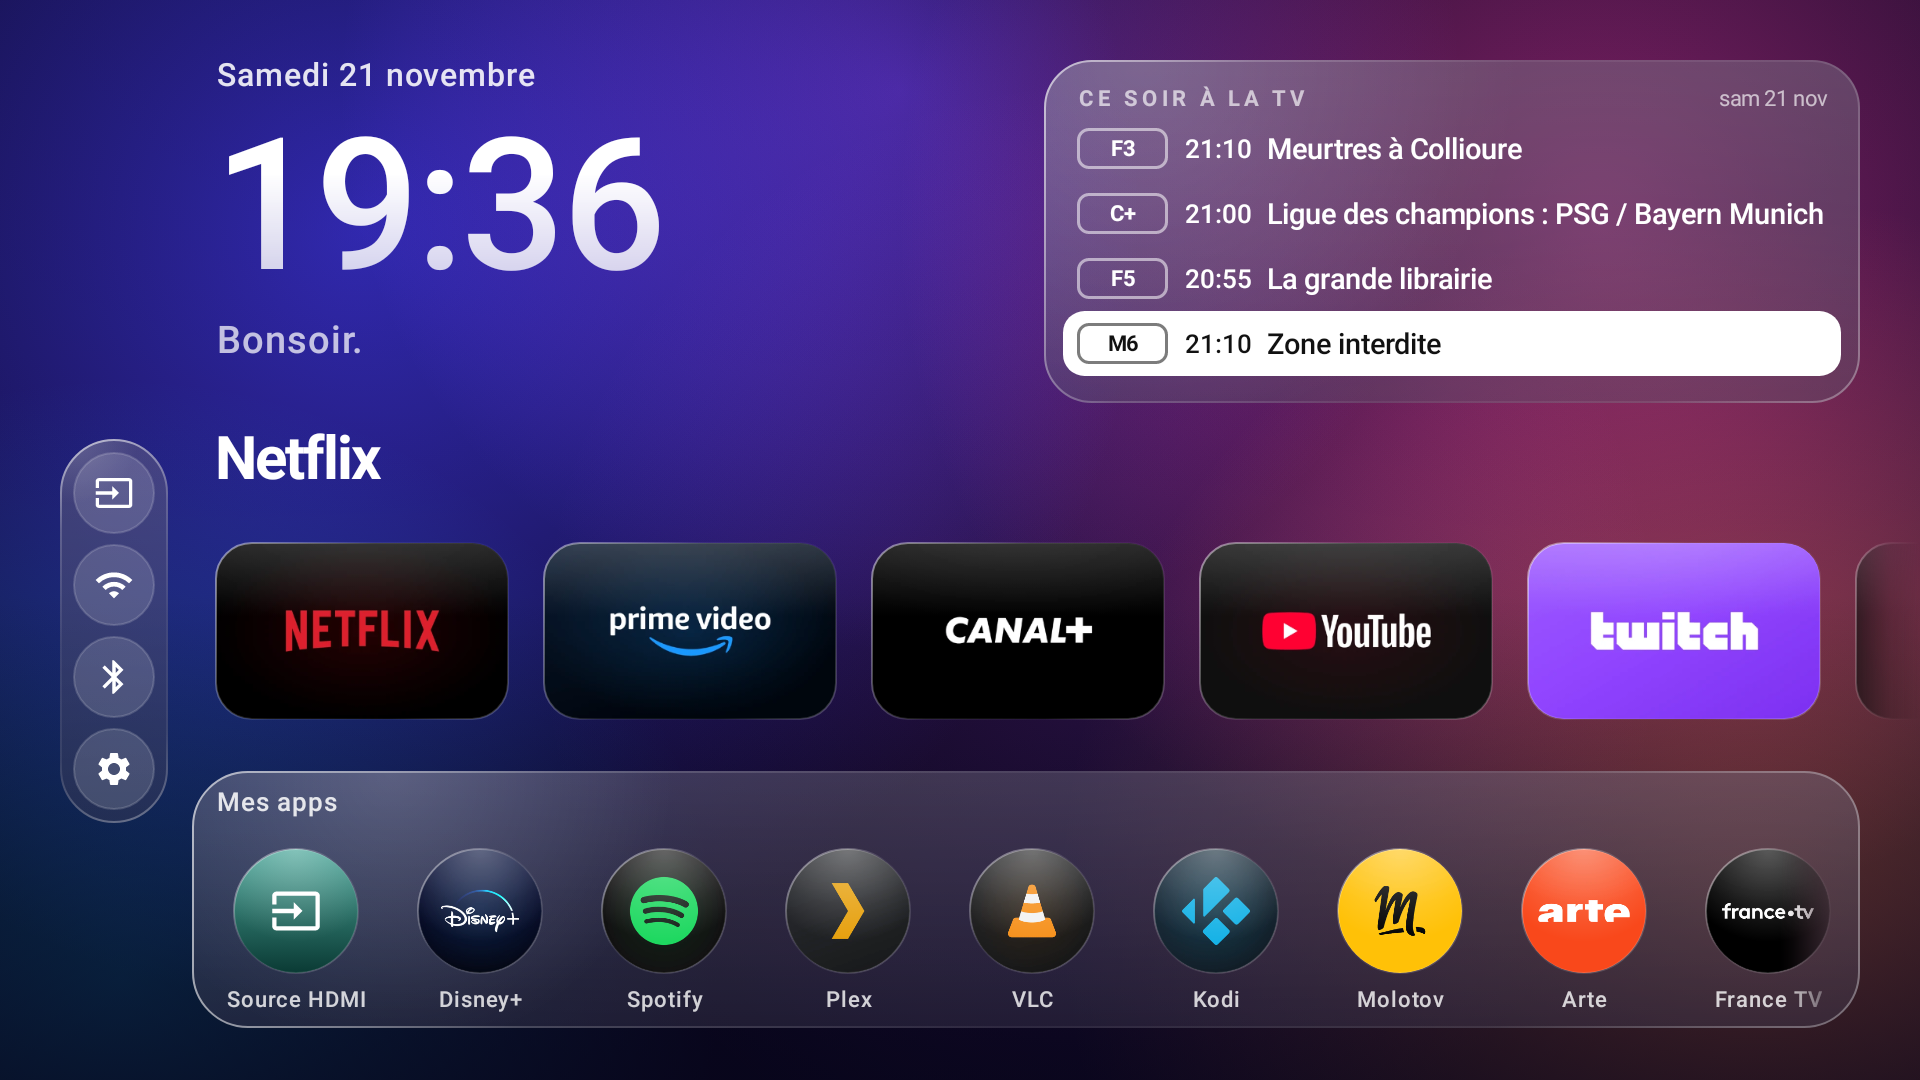 Samedi 21 novembre
19:36
Bonsoir.
CE SOIR À LA TV
sam 21 nov
F3 21:10 Meurtres à Collioure
C+ 21:00 Ligue des champions : PSG / Bayern Munich
F5 20:55 La grande librairie
M6 21:10 Zone interdite
Netflix
NETFLIX
prime video
CANAL+
YouTube
twitch
Mes apps
Disney+
m.
arte
france•tv
Source HDMI
Disney+
Spotify
Plex
VLC
Kodi
Molotov
Arte
France TV